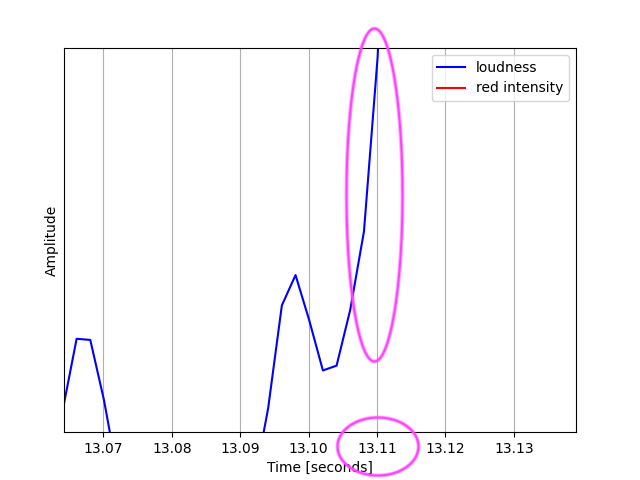 loudness
red intensity
Amplitude
13.07 13.08 13.09 13.10 13.11 13.12 13.13
Time [seconds]